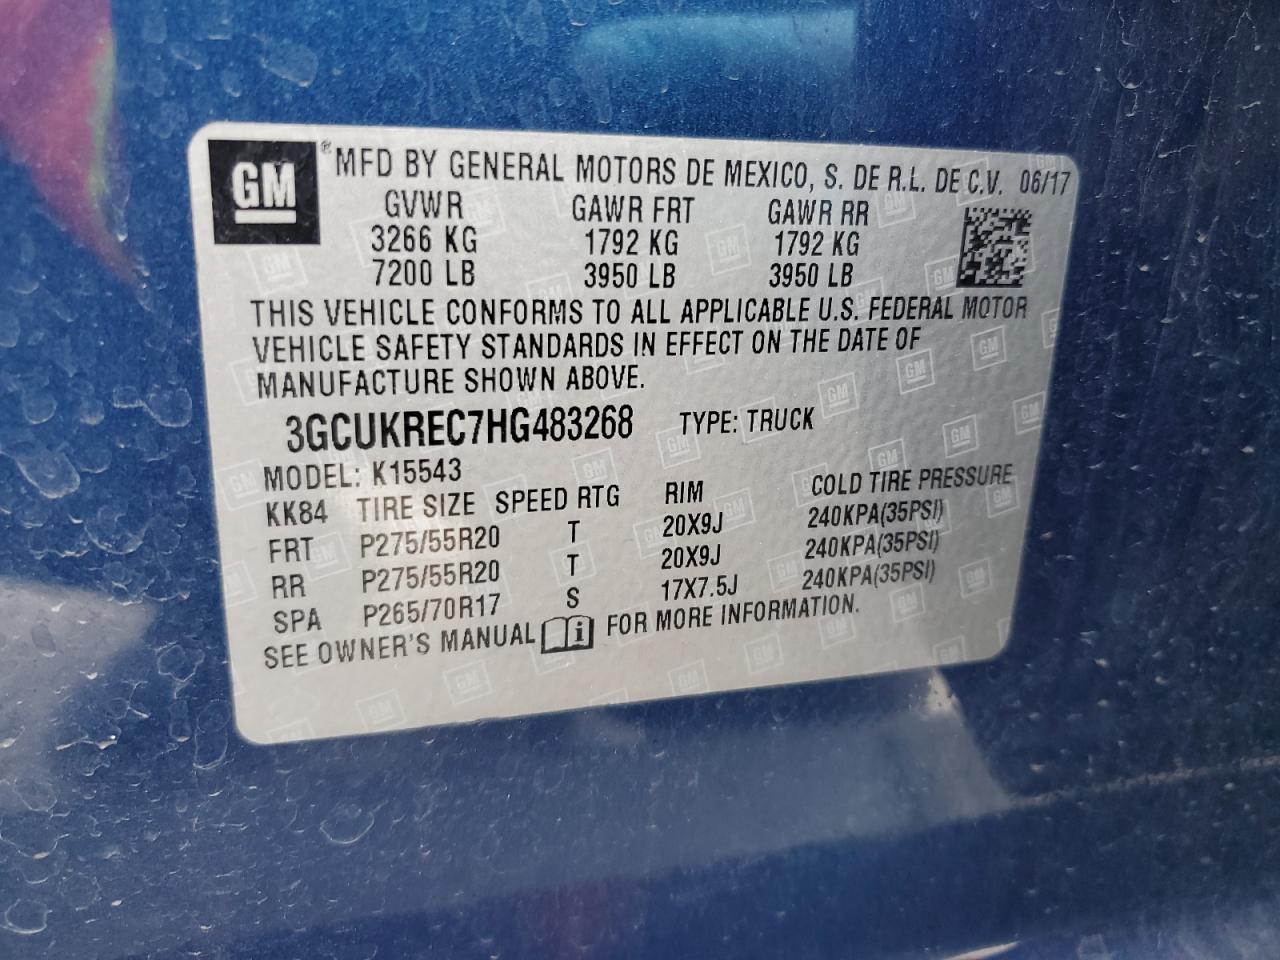 GM ® MFD BY GENERAL MOTORS DE MEXICO, S. DE R.L. DE C.V. 06/17
GVWR GAWR FRT GAWR RR
3266 KG 1792 KG 1792 KG
7200 LB 3950 LB 3950 LB
THIS VEHICLE CONFORMS TO ALL APPLICABLE U.S. FEDERAL MOTOR
VEHICLE SAFETY STANDARDS IN EFFECT ON THE DATE OF
MANUFACTURE SHOWN ABOVE.
3GCUKREC7HG483268 TYPE: TRUCK
MODEL: K15543
KK84 TIRE SIZE SPEED RTG RIM COLD TIRE PRESSURE
FRT P275/55R20 T 20X9J 240KPA(35PSI)
RR P275/55R20 T 20X9J 240KPA(35PSI)
SPA P265/70R17 S 17X7.5J 240KPA(35PSI)
SEE OWNER'S MANUAL i FOR MORE INFORMATION.